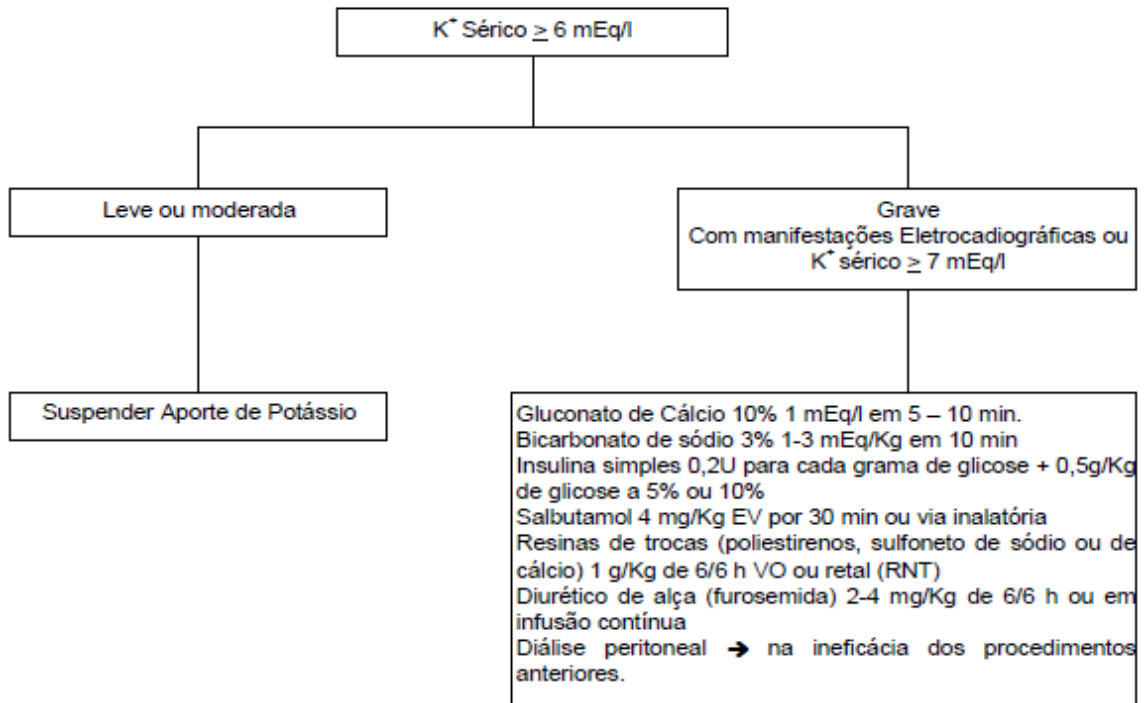 K+ Sérico ≥ 6 mEq/l
Leve ou moderada
Grave
Com manifestações Eletrocadiográficas ou
K+ sérico ≥ 7 mEq/l
Suspender Aporte de Potássio
Gluconato de Cálcio 10% 1 mEq/l em 5 – 10 min.
Bicarbonato de sódio 3% 1-3 mEq/Kg em 10 min
Insulina simples 0,2U para cada grama de glicose + 0,5g/Kg
de glicose a 5% ou 10%
Salbutamol 4 mg/Kg EV por 30 min ou via inalatória
Resinas de trocas (poliestirenos, sulfoneto de sódio ou de
cálcio) 1 g/Kg de 6/6 h VO ou retal (RNT)
Diurético de alça (furosemida) 2-4 mg/Kg de 6/6 h ou em
infusão contínua
Diálise peritoneal ➔ na ineficácia dos procedimentos
anteriores.